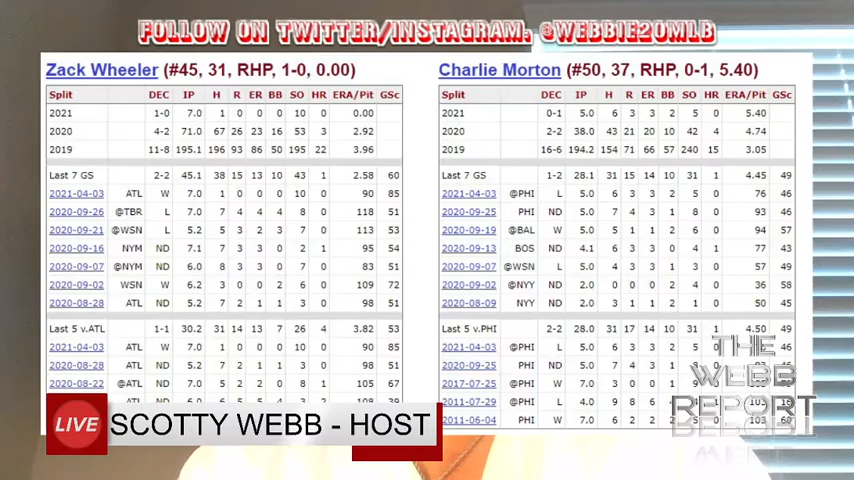 FOLLOW ON TWITTER/INSTAGRAM: @WEBBIE20MLB
Zack Wheeler (#45, 31, RHP, 1-0, 0.00)
Split DEC IP H R ER BB SO HR ERA/Pit GSc
2021 1-0 7.0 1 0 0 0 10 0 0.00
2020 4-2 71.0 67 26 23 16 53 3 2.92
2019 11-8 195.1 196 93 86 50 195 22 3.96
Last 7 GS 2-2 45.1 38 15 13 10 43 1 2.58 60
2021-04-03 ATL W 7.0 1 0 0 0 10 0 90 85
2020-09-26 @TBR L 7.0 7 4 4 4 8 0 118 51
2020-09-21 @WSN L 5.2 5 3 2 3 7 0 113 53
2020-09-16 NYM ND 7.1 7 3 3 0 2 1 95 54
2020-09-07 @NYM ND 6.0 8 3 3 0 7 0 83 51
2020-09-02 WSN W 6.2 3 0 0 2 6 0 109 72
2020-08-28 ATL ND 5.2 7 2 1 1 3 0 98 51
Last 5 v.ATL 1-1 30.2 31 14 13 7 26 4 3.82 53
2021-04-03 ATL W 7.0 1 0 0 0 10 0 90 85
2020-08-28 ATL ND 5.2 7 2 1 1 3 0 98 51
2020-08-22 @ATL W 7.0 5 2 2 0 8 1 105 67
Charlie Morton (#50, 37, RHP, 0-1, 5.40)
Split DEC IP H R ER BB SO HR ERA/Pit GSc
2021 0-1 5.0 6 3 3 2 5 0 5.40
2020 2-2 38.0 43 21 20 10 42 4 4.74
2019 16-6 194.2 154 71 66 57 240 15 3.05
Last 7 GS 1-2 28.1 31 15 14 9 31 1 4.45 49
2021-04-03 @PHI L 5.0 6 3 3 2 5 0 76 46
2020-09-25 PHI ND 5.0 7 4 3 1 8 0 93 46
2020-09-19 @BAL W 5.0 5 1 1 2 6 0 94 57
2020-09-13 BOS ND 4.1 6 3 3 0 4 1 77 43
2020-09-07 @WSN L 5.0 4 3 3 1 3 0 57 49
2020-09-02 @NYY ND 2.0 0 0 0 0 4 0 36 58
2020-08-09 NYY ND 2.0 3 1 1 2 1 0 50 45
Last 5 v.PHI 2-2 28.0 31 17 14 10 31 1 4.50 49
2021-04-03 @PHI L 5.0 6 3 3 2 5
2020-09-25 PHI ND 5.0 7 4 3 1
2017-07-25 @PHI W 7.0 3 0 0 1
2011-07-29 @PHI L 4.0 9 8 6 4
2011-06-04 PHI W 7.0 6 2 2 2 103 60
LIVE
SCOTTY WEBB - HOST
THE
WEBB
REPORT